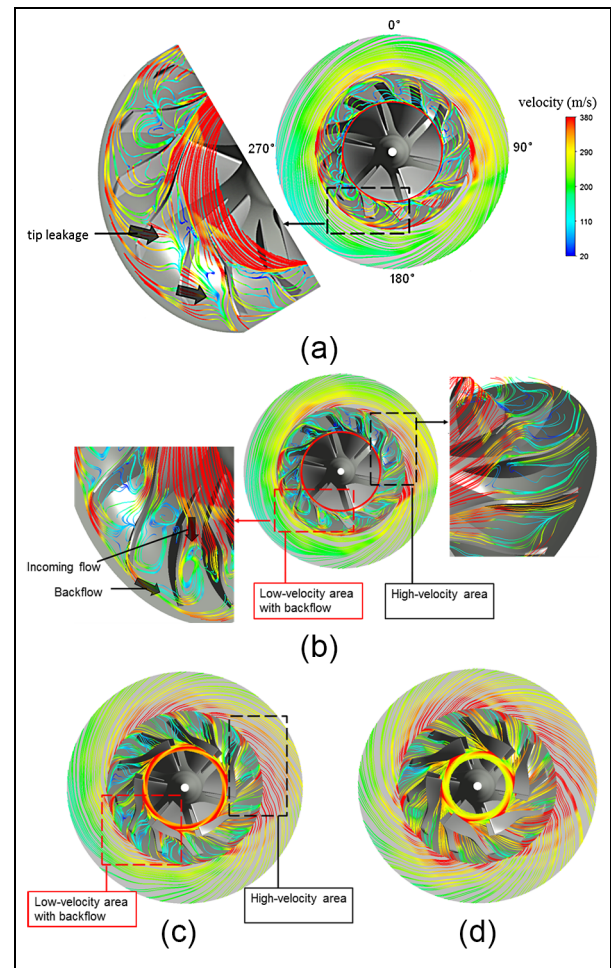 0°
velocity (m/s)
380
270°
90°
290
200
tip leakage
110
20
180°
(a)
Incoming flow
Backflow
Low-velocity area
with backflow
High-velocity area
(b)
Low-velocity area
with backflow
High-velocity area
(c)
(d)